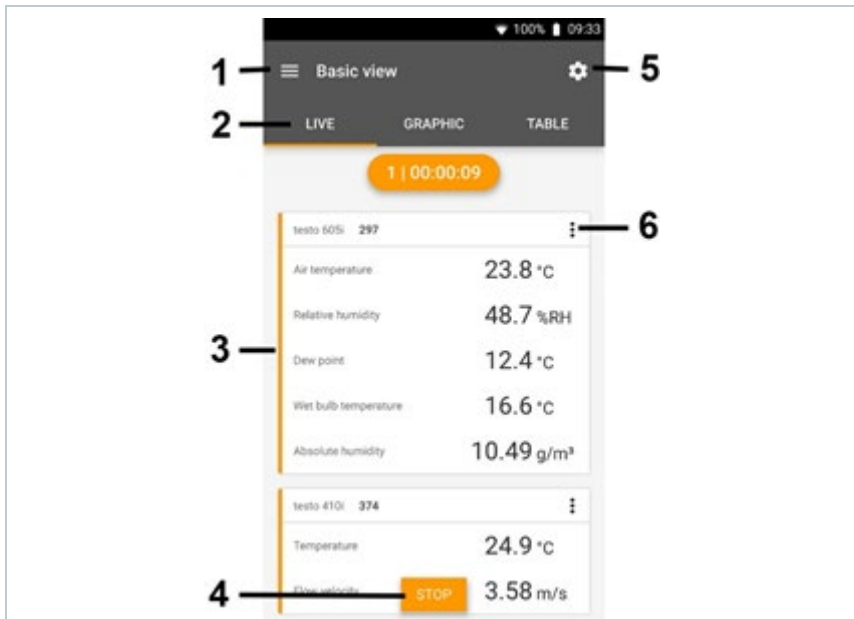 100% 09:33
1 Basic view 5
2 LIVE GRAPHIC TABLE
1 | 00:00:09
testo 605i 297 6
Air temperature 23.8 °C
Relative humidity 48.7 %RH
3
Dew point 12.4 °C
Wet bulb temperature 16.6 °C
Absolute humidity 10.49 g/m³
testo 410i 374
Temperature 24.9 °C
4 Flow velocity STOP 3.58 m/s